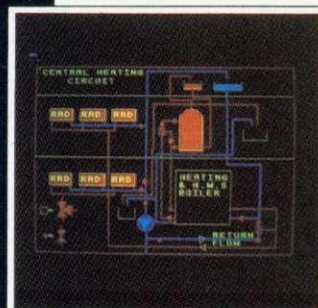 CENTRAL HEATING
CIRCUIT
RAD RAD RAD
RAD RAD RAD
HEATING
& H.W.S
BOILER
RETURN
FLOW